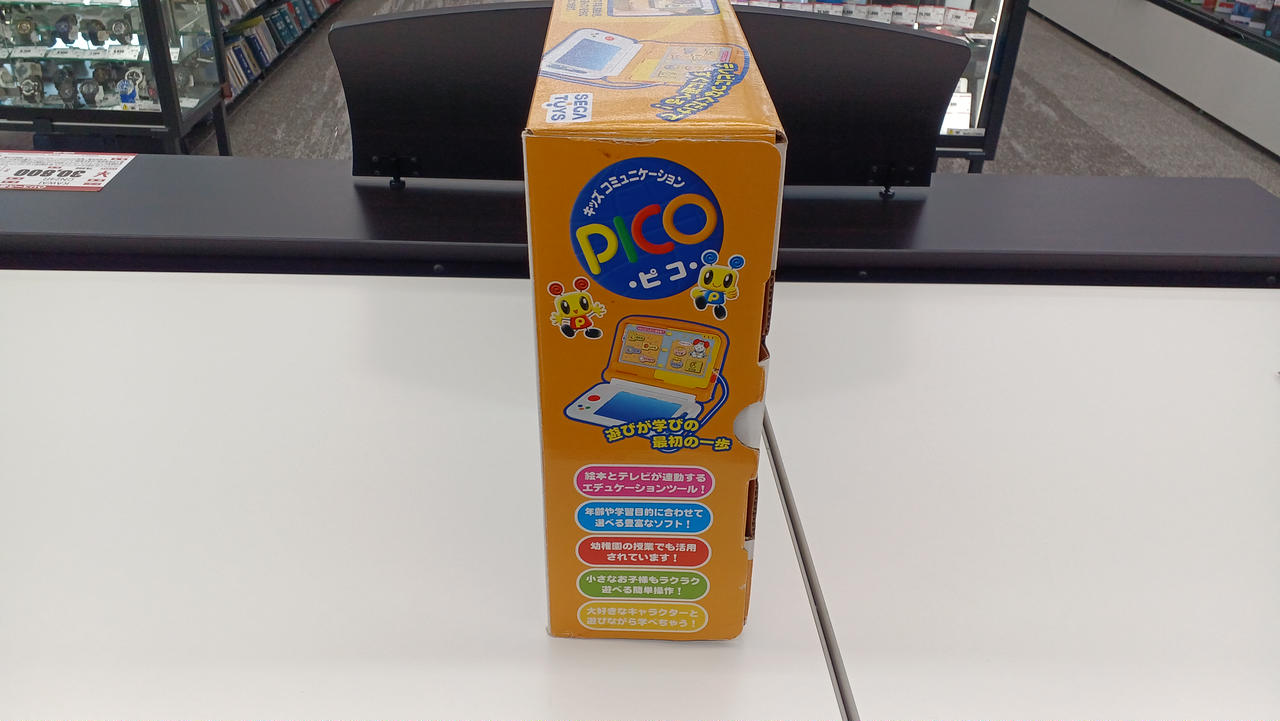 SEGA
TOYS
キッズ コミュニケーション
PICO
・ピコ・
遊びが学びの
最初の一歩
絵本とテレビが連動する
エデュケーションツール!
年齢や学習目的に合わせて
選べる豊富なソフト!
幼稚園の授業でも活用
されています!
小さなお子様もラクラク
遊べる簡単操作!
大好きなキャラクターと
遊びながら学べちゃう!
30,800
KAWAI